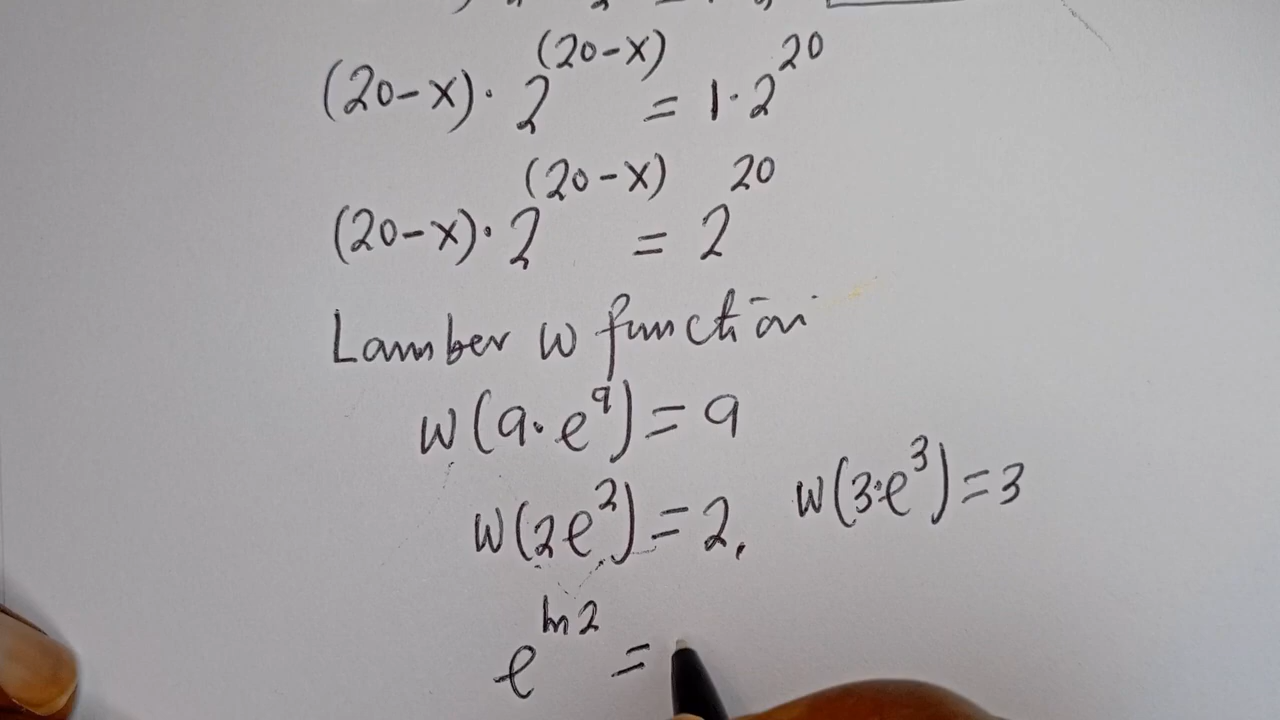 (20-x)·2^(20-x) = 1·2^20
(20-x)·2^(20-x) = 2^20
Lamber W function
W(a·e^a) = a
W(2e^2) = 2, W(3·e^3) = 3
e^ln2 =